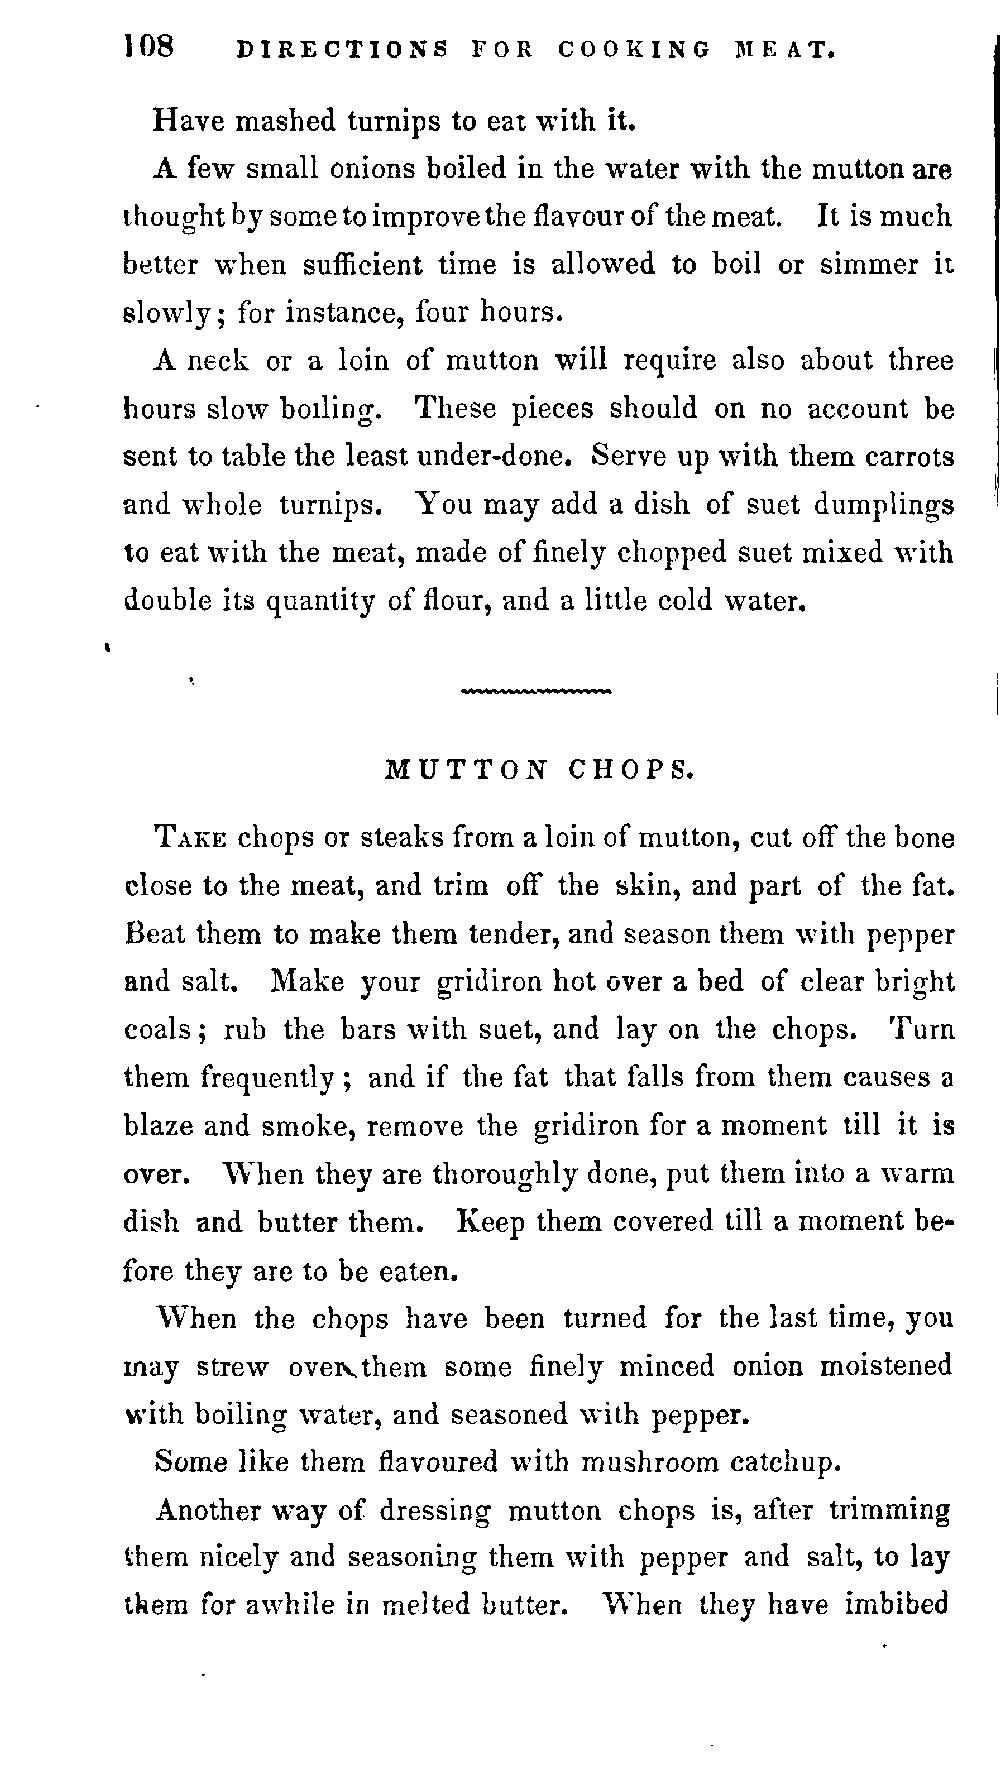 108 DIRECTIONS FOR COOKING MEAT.
Have mashed turnips to eat with it.
A few small onions boiled in the water with the mutton are
thought by some to improve the flavour of the meat. It is much
better when sufficient time is allowed to boil or simmer it
slowly; for instance, four hours.
A neck or a loin of mutton will require also about three
hours slow boiling. These pieces should on no account be
sent to table the least under-done. Serve up with them carrots
and whole turnips. You may add a dish of suet dumplings
to eat with the meat, made of finely chopped suet mixed with
double its quantity of flour, and a little cold water.
MUTTON CHOPS.
TAKE chops or steaks from a loin of mutton, cut off the bone
close to the meat, and trim off the skin, and part of the fat.
Beat them to make them tender, and season them with pepper
and salt. Make your gridiron hot over a bed of clear bright
coals; rub the bars with suet, and lay on the chops. Turn
them frequently; and if the fat that falls from them causes a
blaze and smoke, remove the gridiron for a moment till it is
over. When they are thoroughly done, put them into a warm
dish and butter them. Keep them covered till a moment be-
fore they are to be eaten.
When the chops have been turned for the last time, you
may strew over them some finely minced onion moistened
with boiling water, and seasoned with pepper.
Some like them flavoured with mushroom catchup.
Another way of dressing mutton chops is, after trimming
them nicely and seasoning them with pepper and salt, to lay
them for awhile in melted butter. When they have imbibed